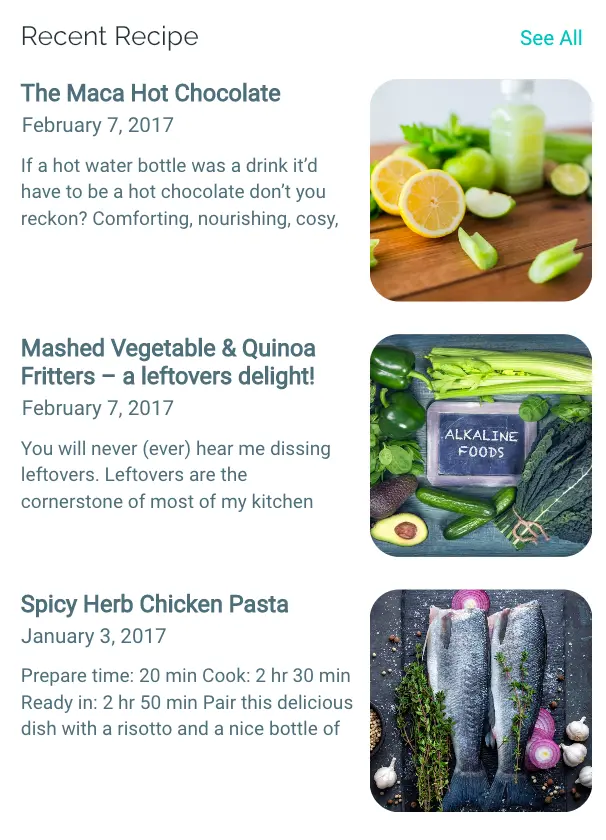 Recent Recipe
See All
The Maca Hot Chocolate
February 7, 2017
If a hot water bottle was a drink it’d
have to be a hot chocolate don’t you
reckon? Comforting, nourishing, cosy,
Mashed Vegetable & Quinoa
Fritters – a leftovers delight!
February 7, 2017
You will never (ever) hear me dissing
leftovers. Leftovers are the
cornerstone of most of my kitchen
ALKALINE
FOODS
Spicy Herb Chicken Pasta
January 3, 2017
Prepare time: 20 min Cook: 2 hr 30 min
Ready in: 2 hr 50 min Pair this delicious
dish with a risotto and a nice bottle of